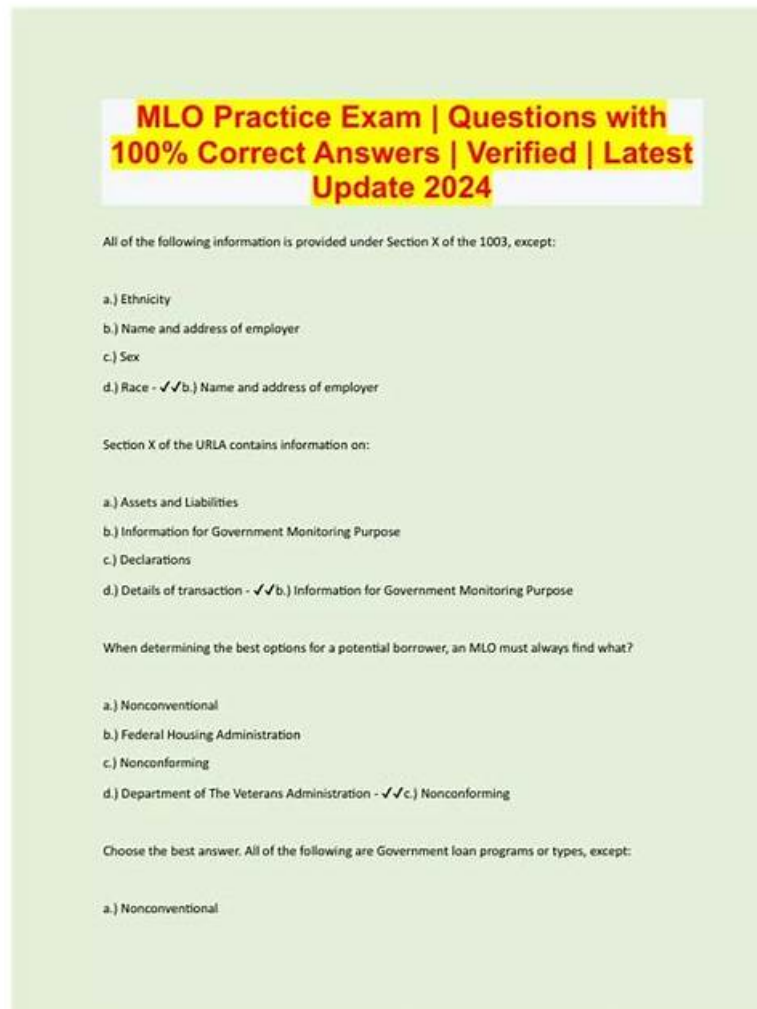 MLO Practice Exam | Questions with
100% Correct Answers | Verified | Latest
Update 2024
All of the following information is provided under Section X of the 1003, except:
a.) Ethnicity
b.) Name and address of employer
c.) Sex
d.) Race - ✔✔b.) Name and address of employer
Section X of the URLA contains information on:
a.) Assets and Liabilities
b.) Information for Government Monitoring Purpose
c.) Declarations
d.) Details of transaction - ✔✔b.) Information for Government Monitoring Purpose
When determining the best options for a potential borrower, an MLO must always find what?
a.) Nonconventional
b.) Federal Housing Administration
c.) Nonconforming
d.) Department of The Veterans Administration - ✔✔c.) Nonconforming
Choose the best answer. All of the following are Government loan programs or types, except:
a.) Nonconventional